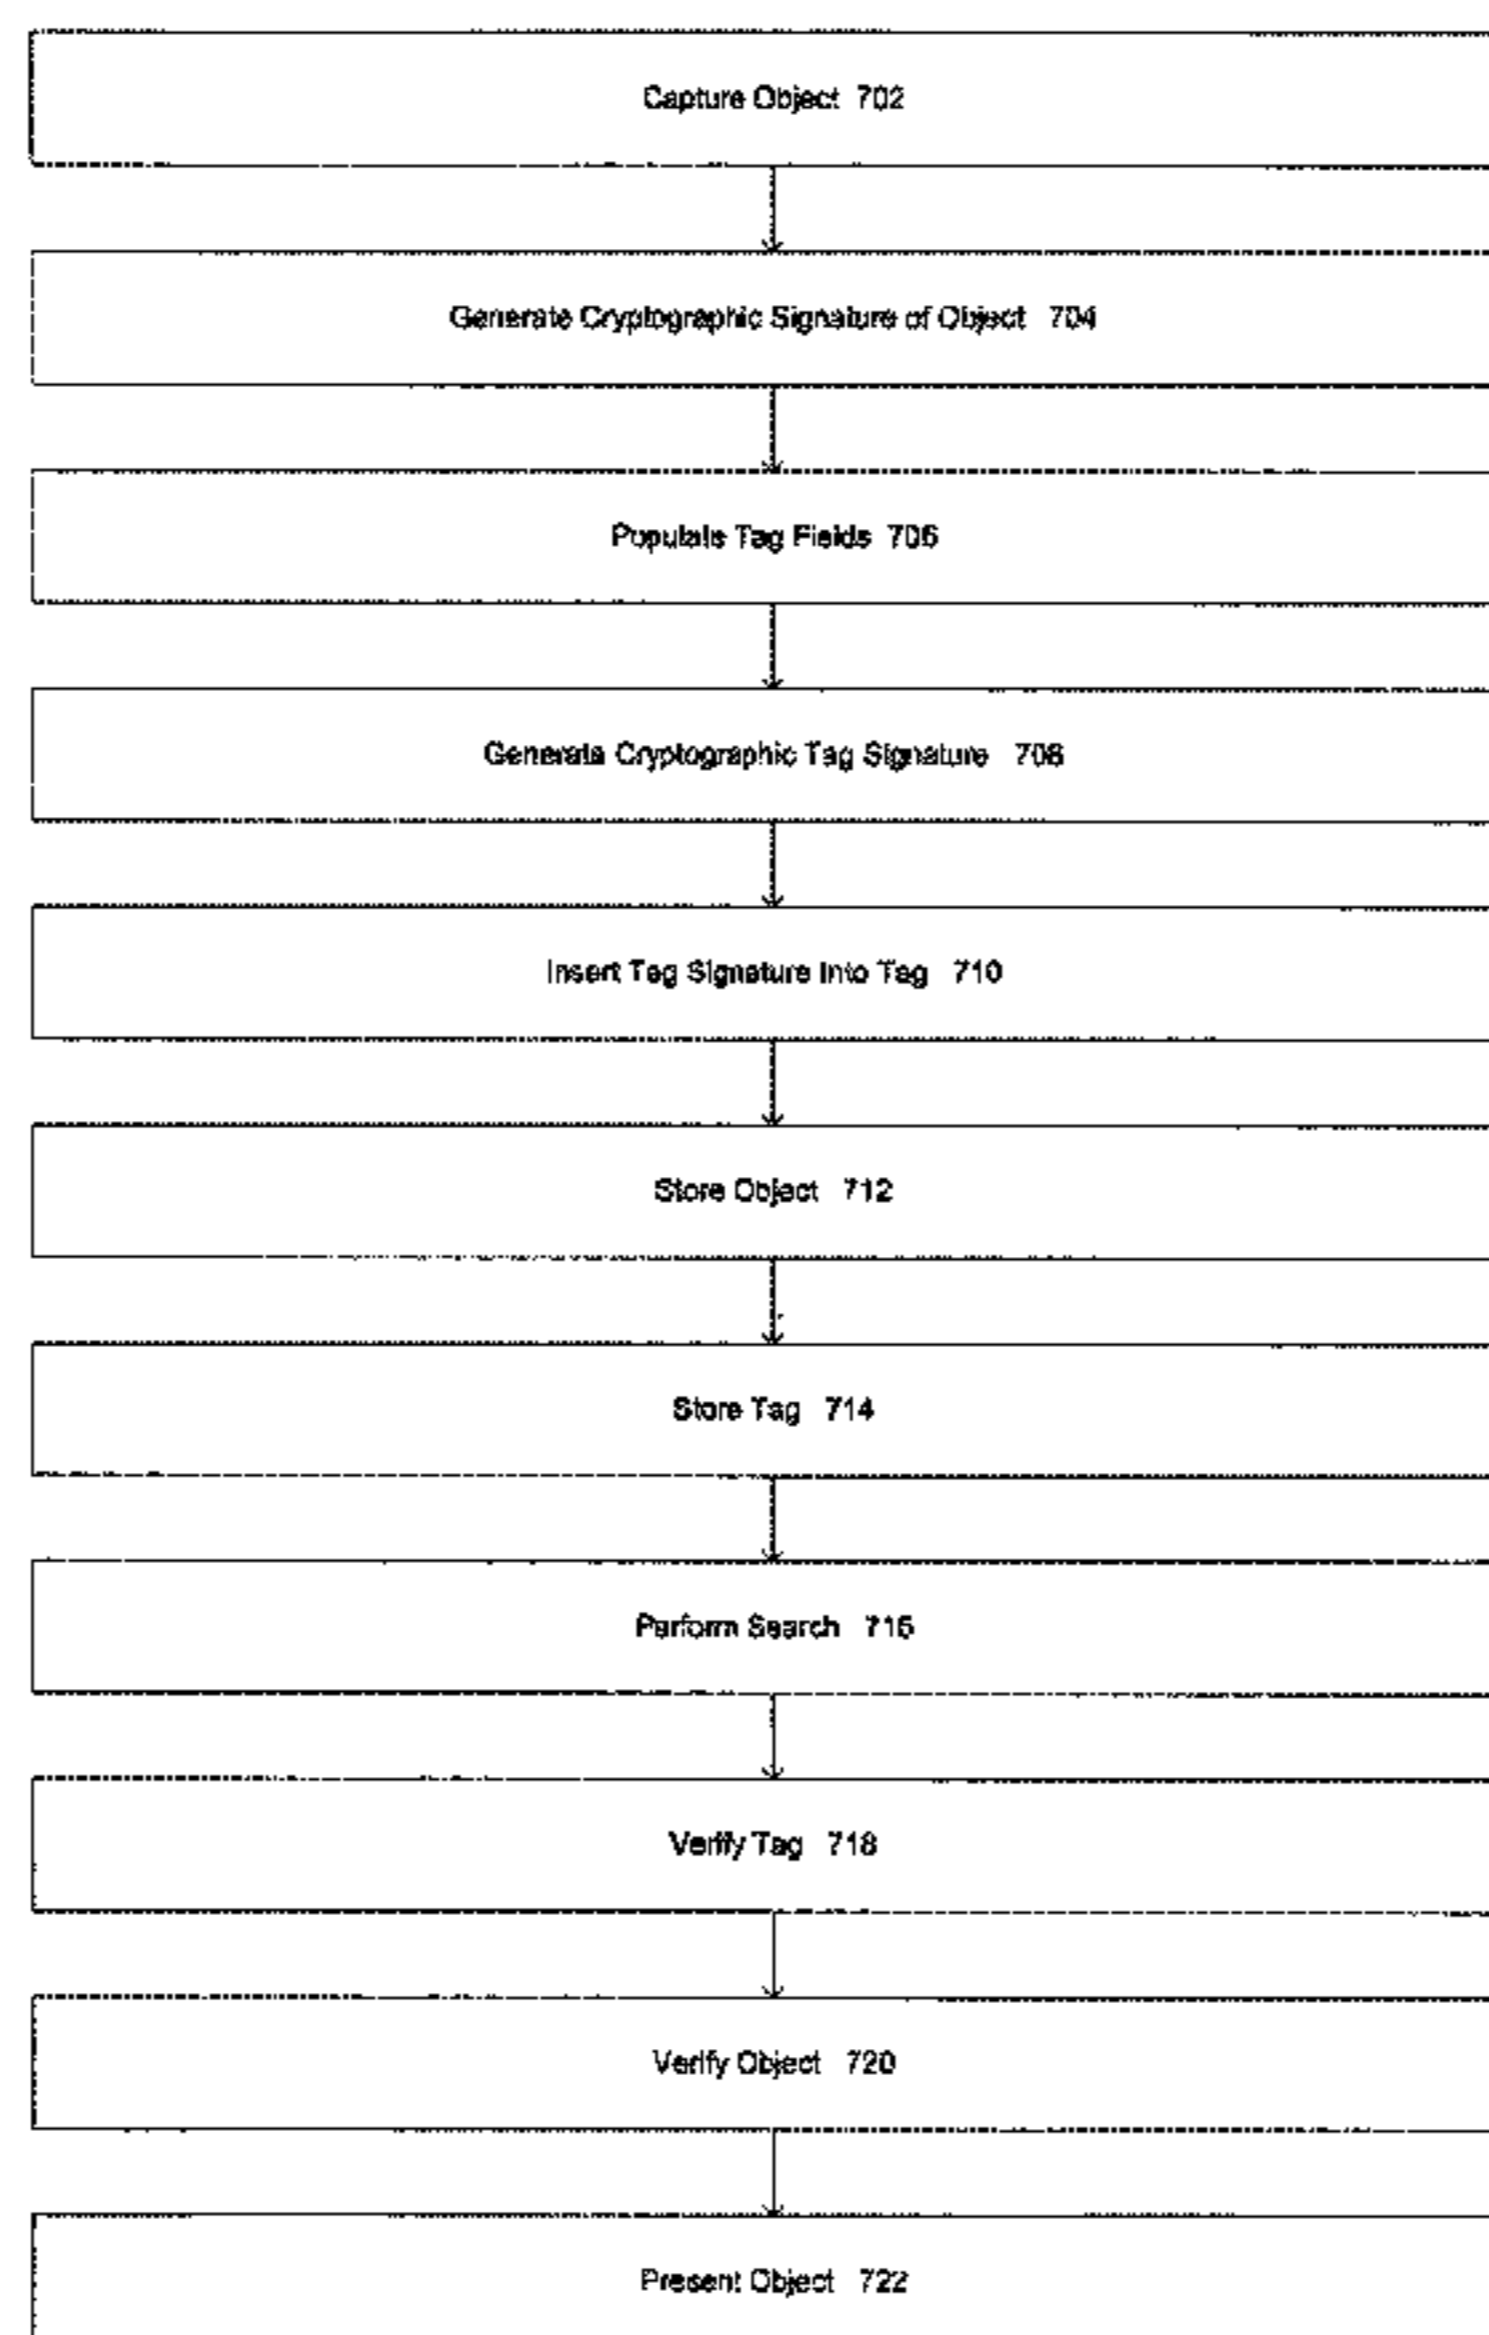 Capture Object 702
Generate Cryptographic Signature of Object 704
Populate Tag Fields 706
Generate Cryptographic Tag Signature 708
Insert Tag Signature Into Tag 710
Store Object 712
Store Tag 714
Perform Search 716
Verify Tag 718
Verify Object 720
Present Object 722